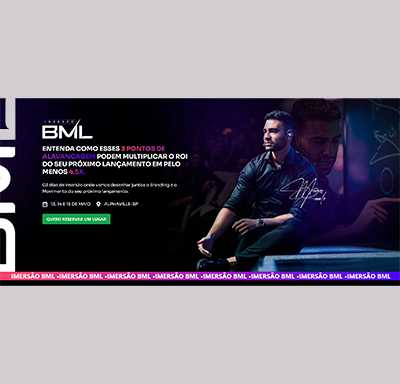 IMERSÃO
BML
ENTENDA COMO ESSES 3 PONTOS DE
ALAVANCAGEM PODEM MULTIPLICAR O ROI
DO SEU PRÓXIMO LANÇAMENTO EM PELO
MENOS 4,5X.
03 dias de imersão onde vamos desenhar juntos o Branding e o
Movimento do seu próximo lançamento.
13, 14 E 15 DE MAIO ALPHAVILLE-SP
QUERO RESERVAR UM LUGAR
BML
IMERSÃO BML •IMERSÃO BML •IMERSÃO BML •IMERSÃO BML •IMERSÃO BML •IMERSÃO BML •IMERSÃO BML •IMERSÃO BML